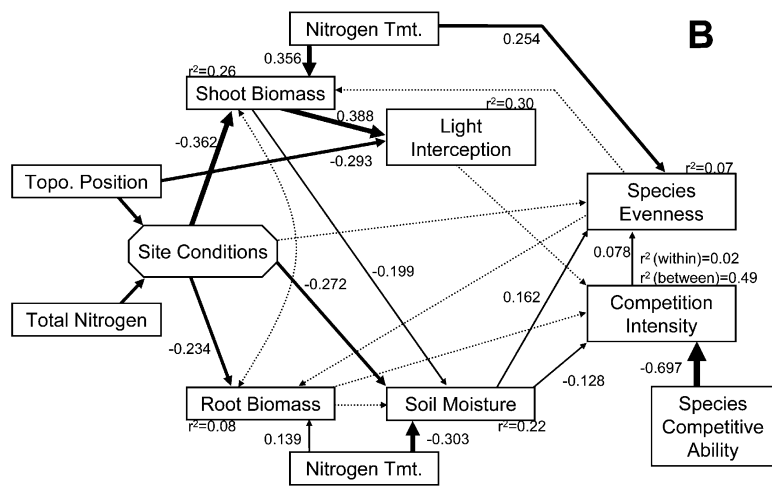 Nitrogen Tmt.
B
0.254
0.356
r²=0.26
Shoot Biomass
r²=0.30
0.388
Light
Interception
-0.362
-0.293
r²=0.07
Topo. Position
Species
Evenness
Site Conditions
0.078
r² (within)=0.02
r² (between)=0.49
-0.199
-0.272
0.162
Competition
Intensity
Total Nitrogen
-0.234
-0.128
-0.697
Root Biomass
Soil Moisture
Species
Competitive
Ability
r²=0.08
r²=0.22
0.139
-0.303
Nitrogen Tmt.